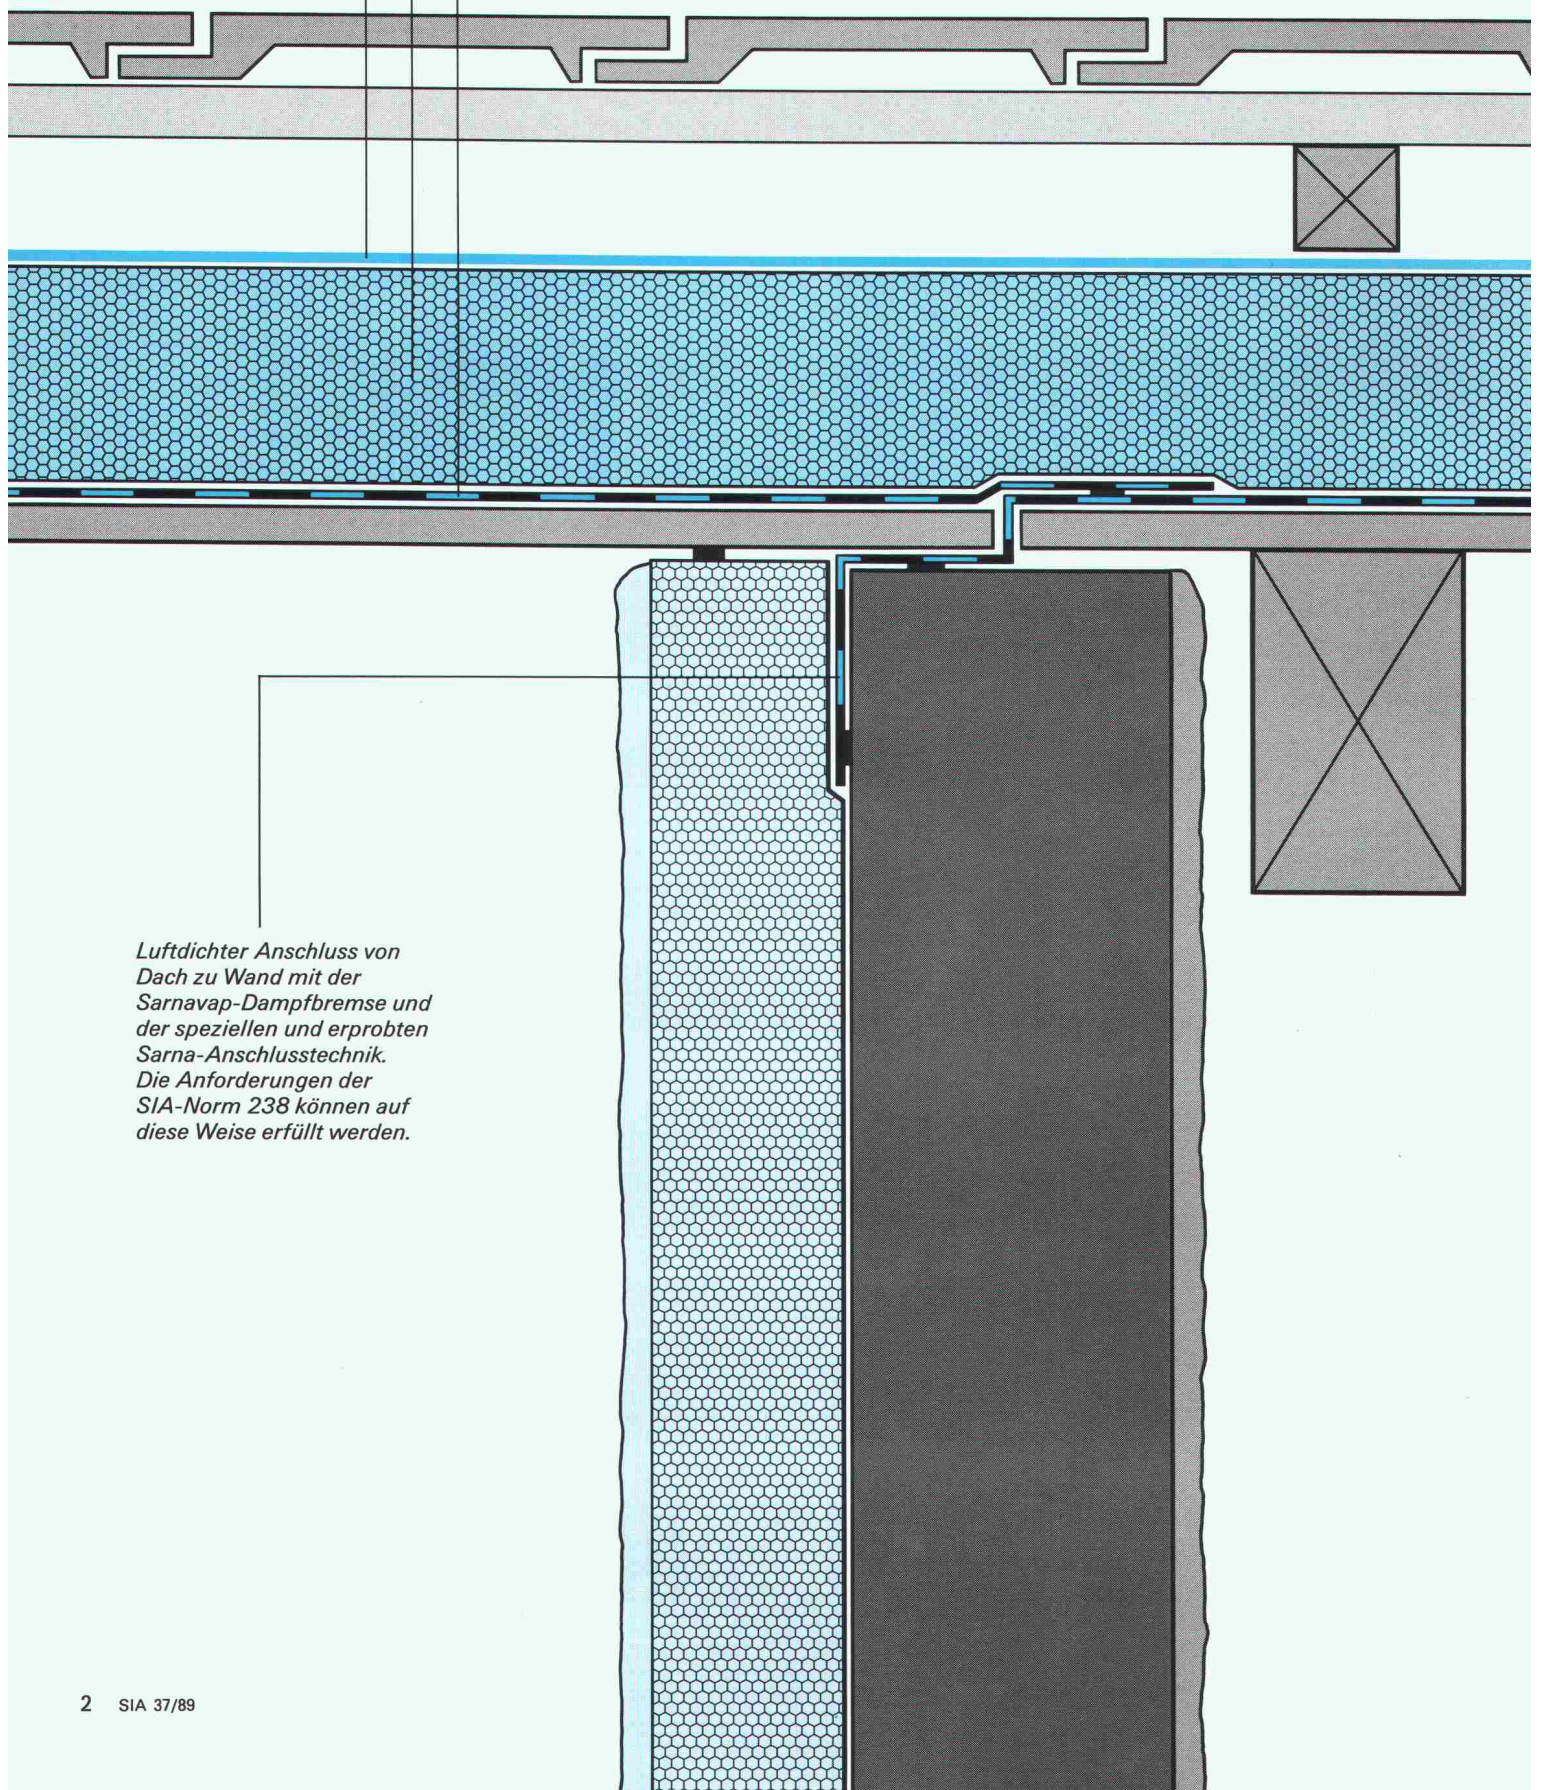 Luftdichter Anschluss von
Dach zu Wand mit der
Sarnavap-Dampfbremse und
der speziellen und erprobten
Sarna-Anschlusstechnik.
Die Anforderungen der
SIA-Norm 238 können auf
diese Weise erfüllt werden.
2 SIA 37/89